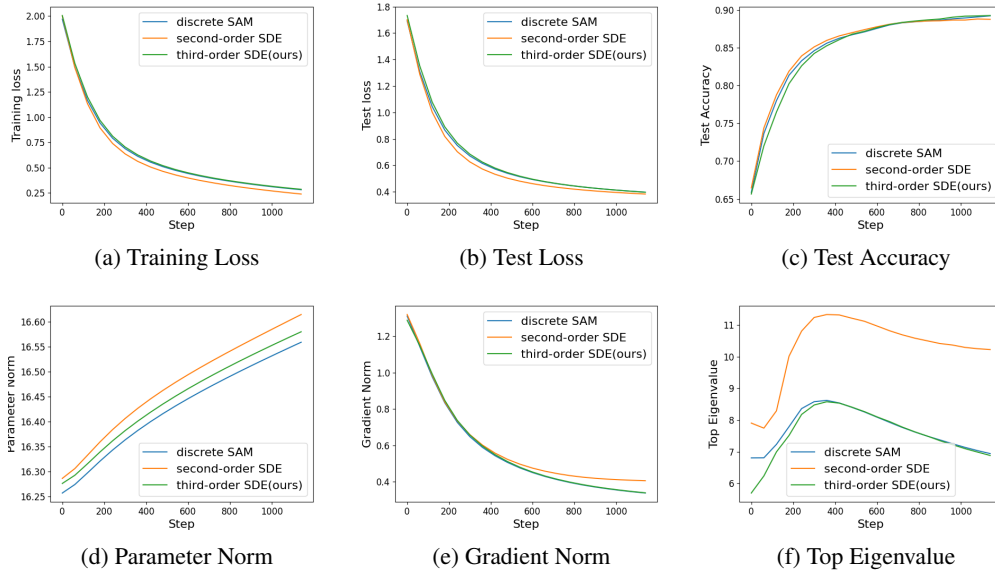 2.00
1.75
1.50
1.25
1.00
0.75
0.50
0.25
Training loss
0
200
400
600
800
1000
Step
discrete SAM
second-order SDE
third-order SDE(ours)
(a) Training Loss
1.8
1.6
1.4
1.2
1.0
0.8
0.6
0.4
Test loss
0
200
400
600
800
1000
Step
discrete SAM
second-order SDE
third-order SDE(ours)
(b) Test Loss
0.90
0.85
0.80
0.75
0.70
0.65
Test Accuracy
0
200
400
600
800
1000
Step
discrete SAM
second-order SDE
third-order SDE(ours)
(c) Test Accuracy
16.60
16.55
16.50
16.45
16.40
16.35
16.30
16.25
Parameter Norm
0
200
400
600
800
1000
Step
discrete SAM
second-order SDE
third-order SDE(ours)
(d) Parameter Norm
1.2
1.0
0.8
0.6
0.4
Gradient Norm
0
200
400
600
800
1000
Step
discrete SAM
second-order SDE
third-order SDE(ours)
(e) Gradient Norm
11
10
9
8
7
6
Top Eigenvalue
0
200
400
600
800
1000
Step
discrete SAM
second-order SDE
third-order SDE(ours)
(f) Top Eigenvalue